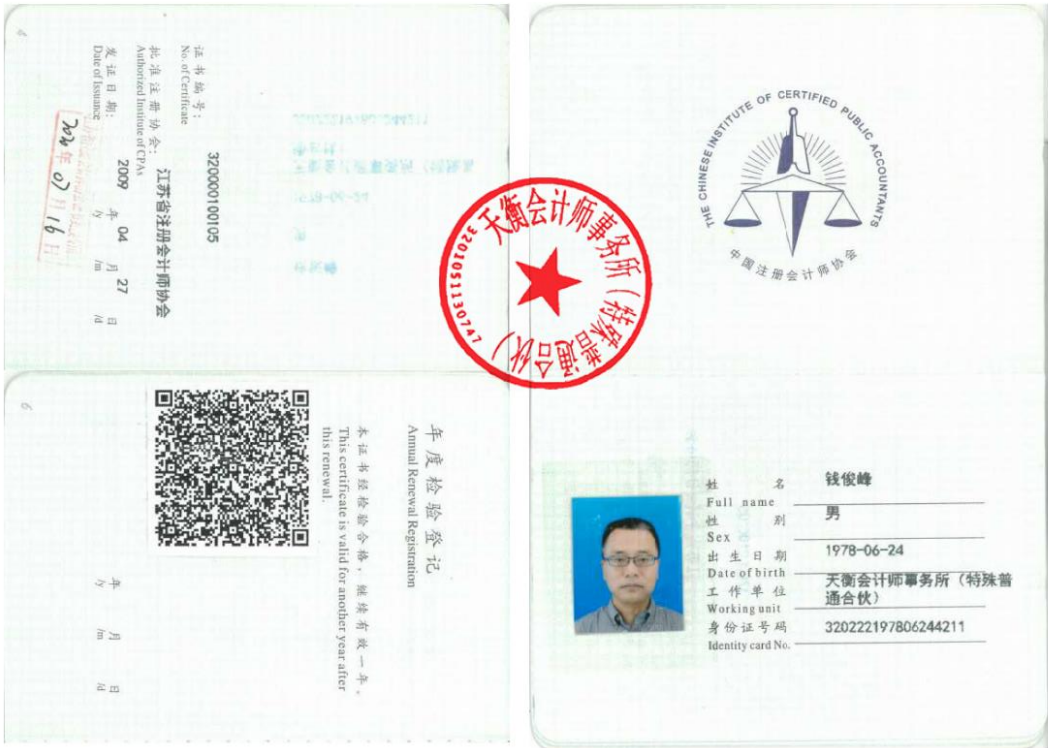 4
证书编号：
No. of Certificate
320000100105
批准注册协会：
Authorized Institute of CPAs
江苏省注册会计师协会
发证日期：
Date of Issuance
2009 年 04 月 27 日
/y /m /d
6
年度检验登记
Annual Renewal Registration
本证书经检验合格，继续有效一年。
This certificate is valid for another year after
this renewal.
年 月 日
/y /m /d
天衡会计师事务所（特殊普通合伙）
3201051130747
THE CHINESE INSTITUTE OF CERTIFIED PUBLIC ACCOUNTANTS
中国注册会计师协会
姓 名 钱俊峰
Full name
性 别 男
Sex
出生日期 1978-06-24
Date of birth
工作单位 天衡会计师事务所（特殊普
通合伙）
Working unit
身份证号码 320222197806244211
Identity card No.